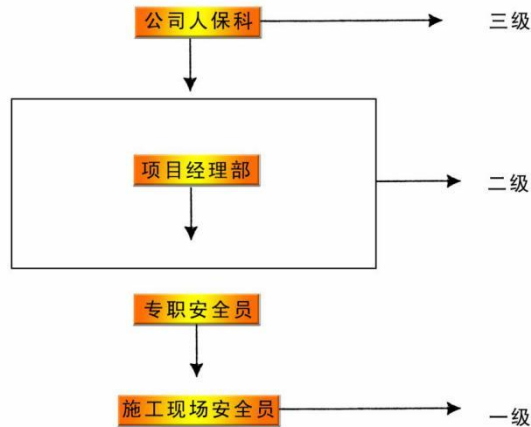 公司人保科
三级
项目经理部
二级
专职安全员
施工现场安全员
一级